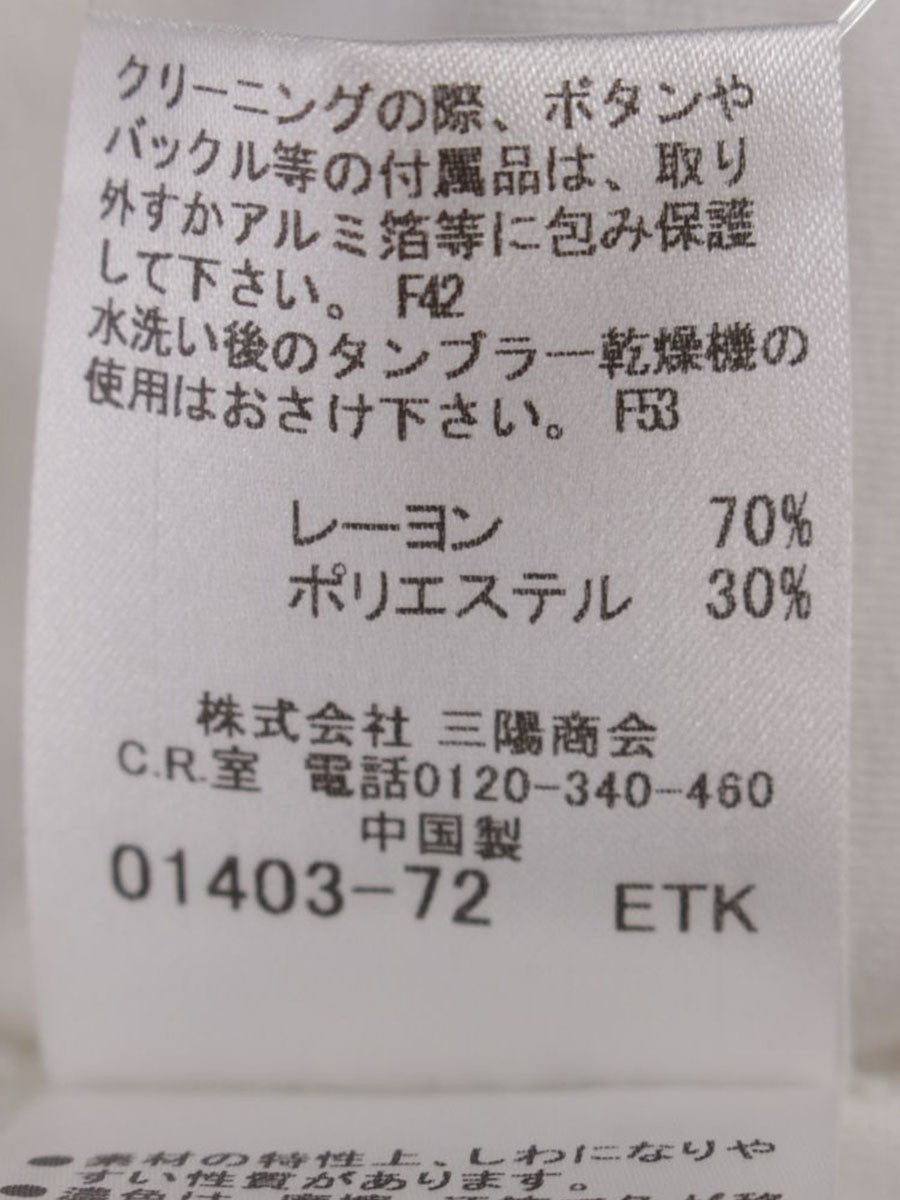 クリーニングの際、ボタンや
バックル等の付属品は、取り
外すかアルミ箔等に包み保護
して下さい。 F42
水洗い後のタンブラー乾燥機の
使用はおさけ下さい。 F53
レーヨン 70%
ポリエステル 30%
株式会社 三陽商会
C.R.室 電話0120-340-460
中国製
01403-72 ETK
●素材の特性上、しわになりや
すい性質があります。
●濃色は、摩擦